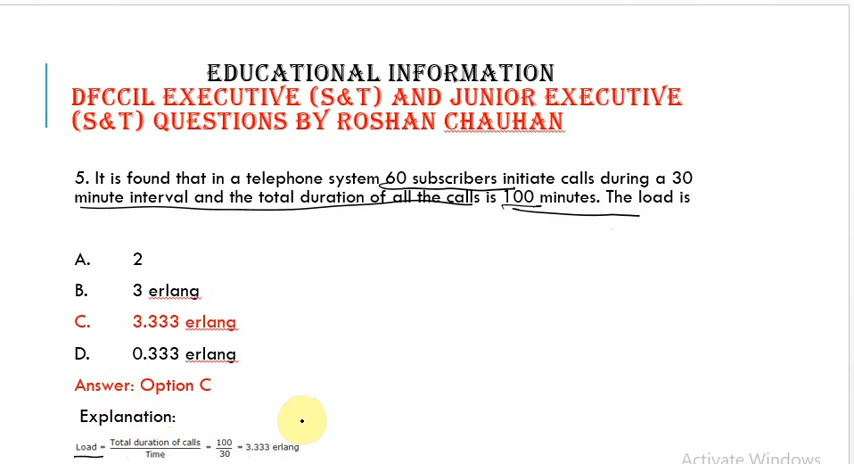 EDUCATIONAL INFORMATION
DFCCIL EXECUTIVE (S&T) AND JUNIOR EXECUTIVE
(S&T) QUESTIONS BY ROSHAN CHAUHAN
5. It is found that in a telephone system 60 subscribers initiate calls during a 30
minute interval and the total duration of all the calls is 100 minutes. The load is
A. 2
B. 3 erlang
C. 3.333 erlang
D. 0.333 erlang
Answer: Option C
Explanation:
Load = Total duration of calls / Time = 100 / 30 = 3.333 erlang
Activate Windows